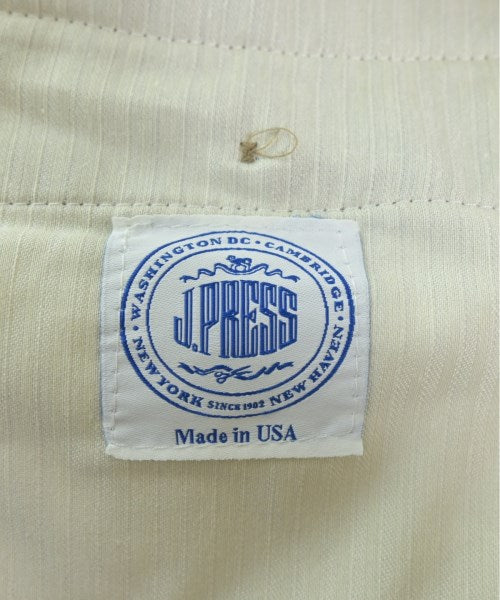 WASHINGTON DC • CAMBRIDGE •
J.PRESS
• NEW YORK SINCE 1902 NEW HAVEN •
Made in USA